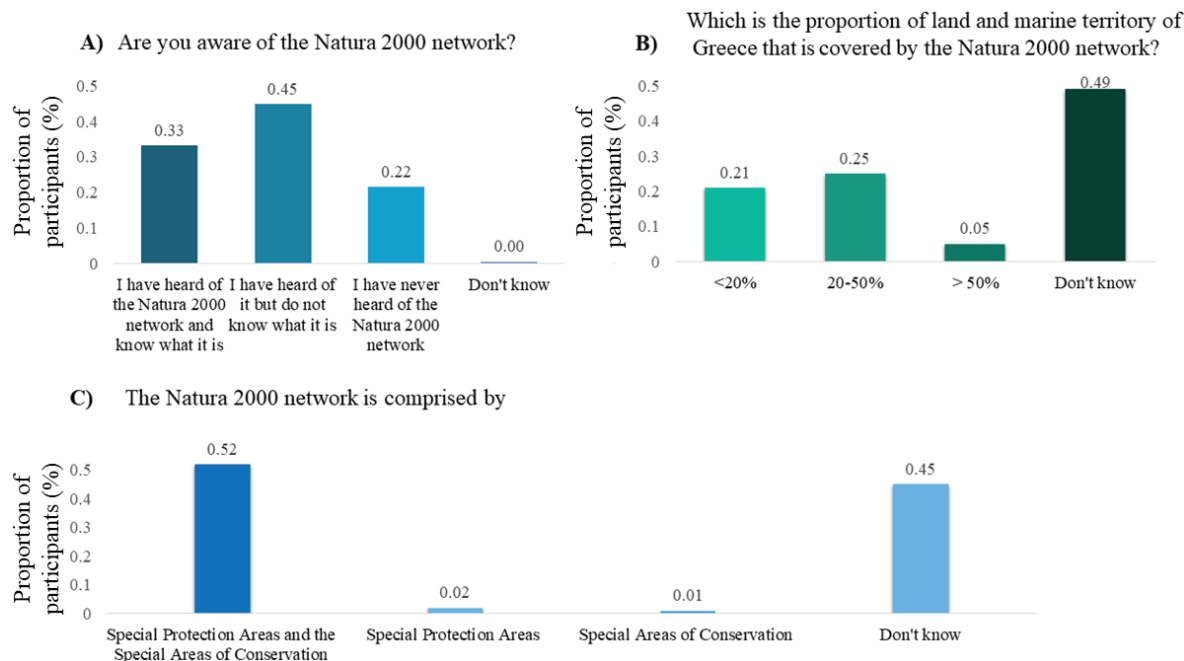 A) Are you aware of the Natura 2000 network?
Proportion of
participants (%)
0.5
0.4
0.3
0.2
0.1
0
0.33
0.45
0.22
0.00
I have heard of
the Natura 2000
network and
know what it is
I have heard of
it but do not
know what it is
I have never
heard of the
Natura 2000
network
Don't know
B)
Which is the proportion of land and marine territory of
Greece that is covered by the Natura 2000 network?
Proportion of
participants (%)
0.5
0.4
0.3
0.2
0.1
0
0.21
0.25
0.05
0.49
<20%
20-50%
> 50%
Don't know
C) The Natura 2000 network is comprised by
Proportion of
participants (%)
0.5
0.4
0.3
0.2
0.1
0
0.52
0.02
0.01
0.45
Special Protection Areas and the
Special Areas of Conservation
Special Protection Areas
Special Areas of Conservation
Don't know